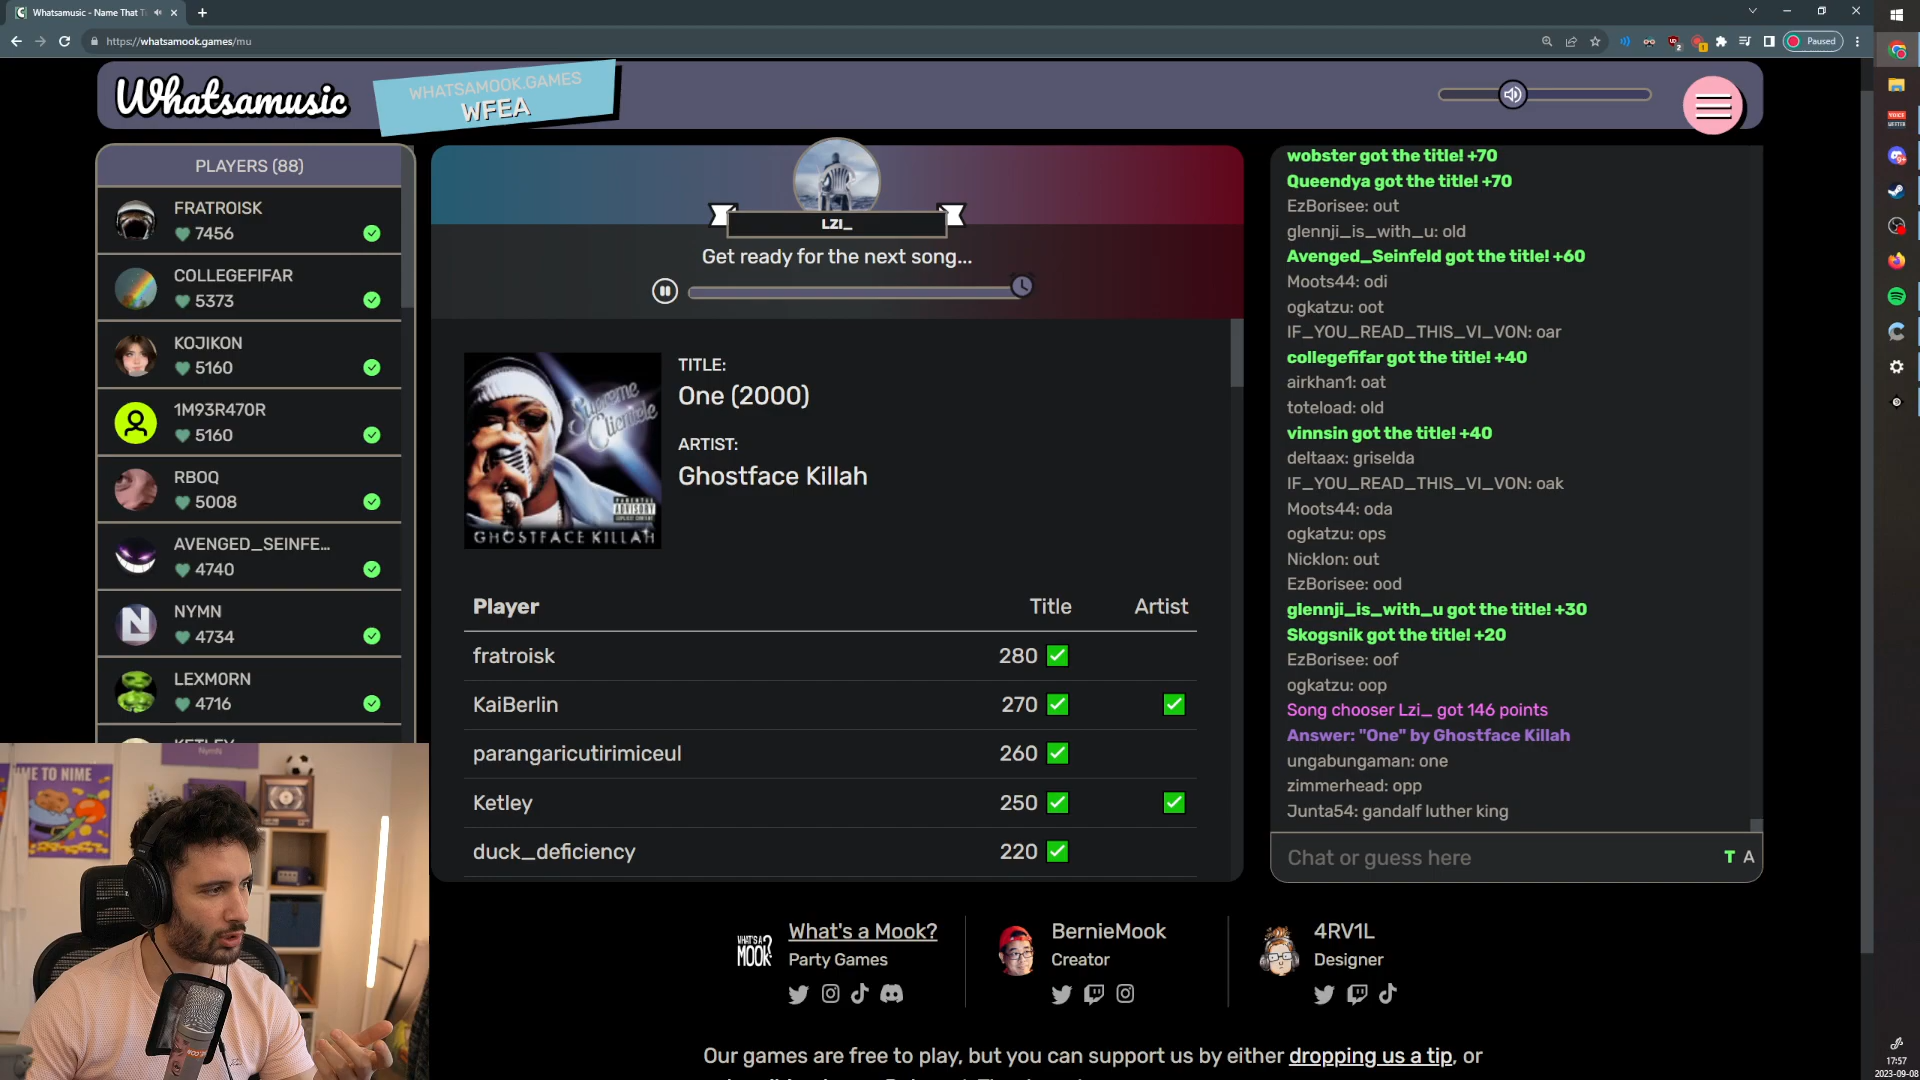 Whatsamusic - Name That T
https://whatsamook.games/mu
Paused
Whatsamusic
WHATSAMOOK.GAMES
WFEA
PLAYERS (88)
FRATROISK
7456
COLLEGEFIFAR
5373
KOJIKON
5160
1M93R470R
5160
RBOQ
5008
AVENGED_SEINFE...
4740
NYMN
4734
LEXMORN
4716
KETLEY
LZI_
Get ready for the next song...
Supreme
Clientele
GHOSTFACE KILLAH
TITLE:
One (2000)
ARTIST:
Ghostface Killah
Player Title Artist
fratroisk 280
KaiBerlin 270
parangaricutirimiceul 260
Ketley 250
duck_deficiency 220
wobster got the title! +70
Queendya got the title! +70
EzBorisee: out
glennji_is_with_u: old
Avenged_Seinfeld got the title! +60
Moots44: odi
ogkatzu: oot
IF_YOU_READ_THIS_VI_VON: oar
collegefifar got the title! +40
airkhan1: oat
toteload: old
vinnsin got the title! +40
deltaax: griselda
IF_YOU_READ_THIS_VI_VON: oak
Moots44: oda
ogkatzu: ops
Nicklon: out
EzBorisee: ood
glennji_is_with_u got the title! +30
Skogsnik got the title! +20
EzBorisee: oof
ogkatzu: oop
Song chooser Lzi_ got 146 points
Answer: "One" by Ghostface Killah
ungabungaman: one
zimmerhead: opp
Junta54: gandalf luther king
Chat or guess here
T A
WHAT'S A
MOOK?
What's a Mook?
Party Games
BernieMook
Creator
4RV1L
Designer
Our games are free to play, but you can support us by either dropping us a tip, or
17:57
2023-09-08